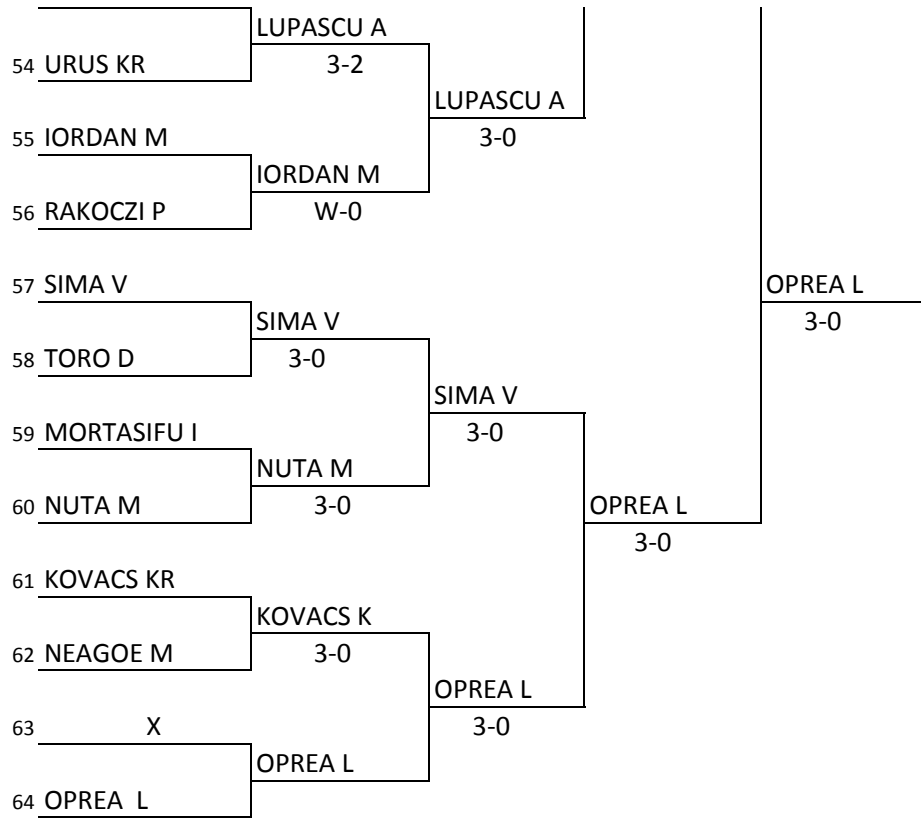 LUPASCU A
54 URUS KR
3-2
LUPASCU A
55 IORDAN M
3-0
IORDAN M
56 RAKOCZI P
W-0
57 SIMA V
OPREA L
SIMA V
3-0
58 TORO D
3-0
SIMA V
59 MORTASIFU I
3-0
NUTA M
60 NUTA M
3-0
OPREA L
3-0
61 KOVACS KR
KOVACS K
62 NEAGOE M
3-0
OPREA L
63 X
3-0
OPREA L
64 OPREA L